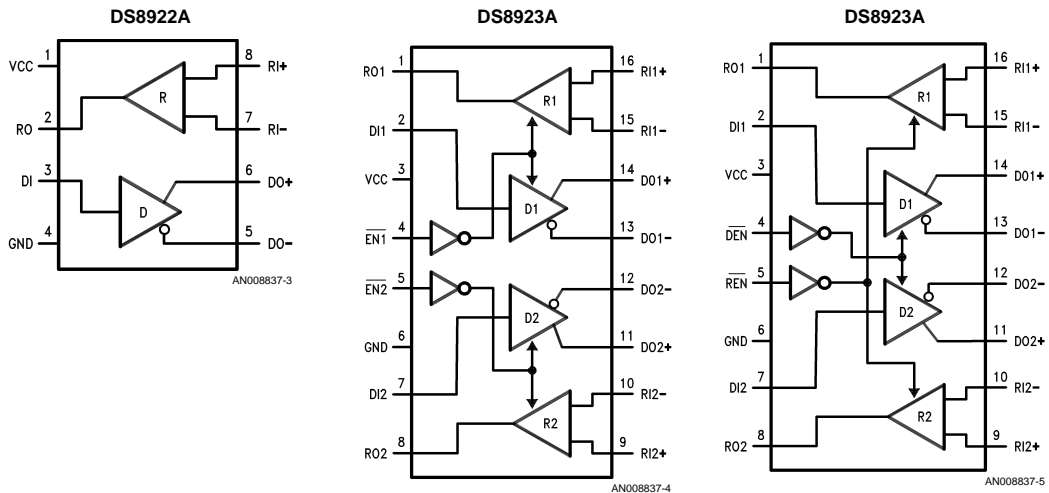 DS8922A
VCC 1
8 RI+
R
RO 2
7 RI-
DI 3
6 DO+
D
GND 4
5 DO-
AN008837-3
DS8923A
RO1 1
16 RI1+
R1
DI1 2
15 RI1-
VCC 3
14 DO1+
D1
EN1 4
13 DO1-
EN2 5
12 DO2-
D2
GND 6
11 DO2+
DI2 7
10 RI2-
R2
RO2 8
9 RI2+
AN008837-4
DS8923A
RO1 1
16 RI1+
R1
DI1 2
15 RI1-
VCC 3
14 DO1+
D1
DEN 4
13 DO1-
REN 5
12 DO2-
D2
GND 6
11 DO2+
DI2 7
10 RI2-
R2
RO2 8
9 RI2+
AN008837-5